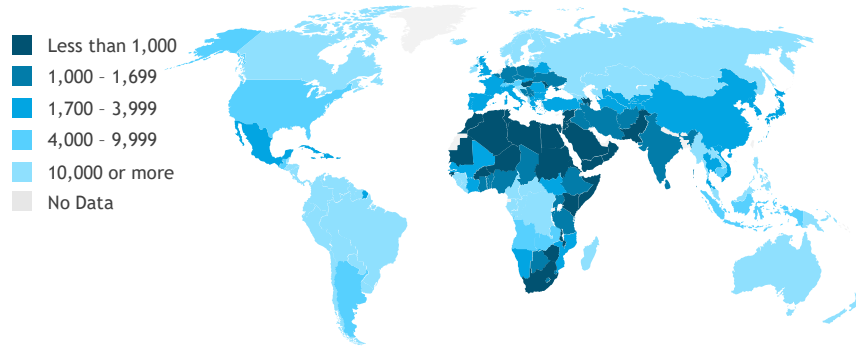 Less than 1,000
1,000 – 1,699
1,700 – 3,999
4,000 – 9,999
10,000 or more
No Data